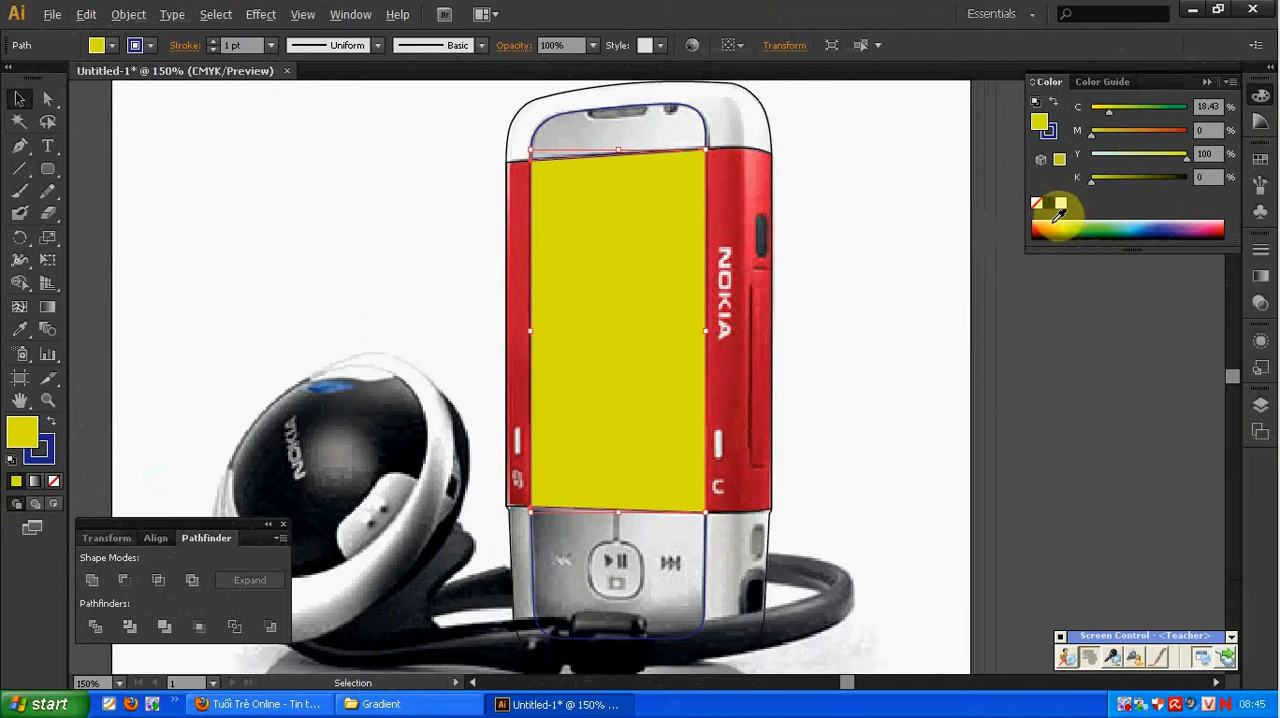 Ai File Edit Object Type Select Effect View Window Help Br Essentials
Path Stroke: 1 pt Uniform Basic Opacity: 100% Style: Transform
Untitled-1* @ 150% (CMYK/Preview)
Color Color Guide
C 18.43 %
M 0 %
Y 100 %
K 0 %
NOKIA
NOKIA
Transform Align Pathfinder
Shape Modes:
Expand
Pathfinders:
Screen Control - <Teacher>
150% 1 Selection
start Tuổi Trẻ Online - Tin t... Gradient Ai Untitled-1* @ 150% ... V N 08:45